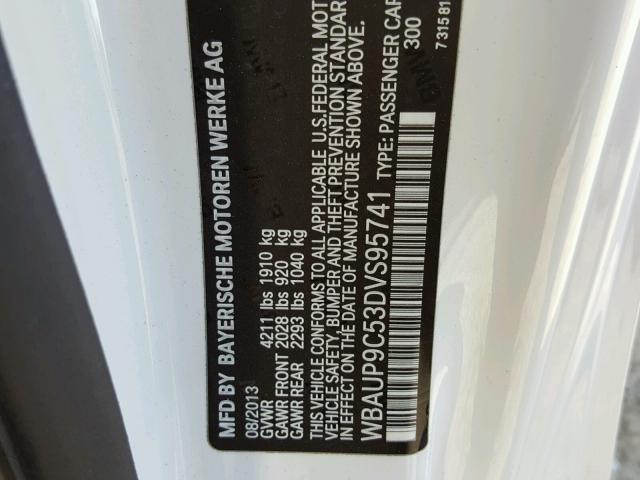 MFD BY BAYERISCHE MOTOREN WERKE AG
08/2013
GVWR 4211 lbs 1910 kg
GAWR FRONT 2028 lbs 920 kg
GAWR REAR 2293 lbs 1040 kg
THIS VEHICLE CONFORMS TO ALL APPLICABLE U.S. FEDERAL MOT
VEHICLE SAFETY, BUMPER AND THEFT PREVENTION STANDAR
IN EFFECT ON THE DATE OF MANUFACTURE SHOWN ABOVE.
WBAUP9C53DVS95741 TYPE: PASSENGER CAR
300
731581